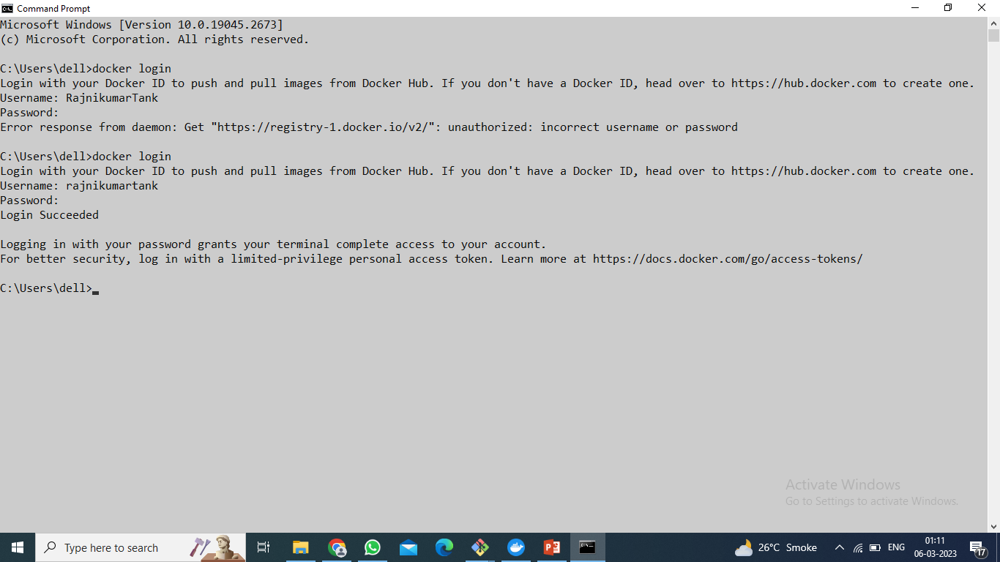 Command Prompt
Microsoft Windows [Version 10.0.19045.2673]
(c) Microsoft Corporation. All rights reserved.
C:\Users\dell>docker login
Login with your Docker ID to push and pull images from Docker Hub. If you don't have a Docker ID, head over to https://hub.docker.com to create one.
Username: RajnikumarTank
Password:
Error response from daemon: Get "https://registry-1.docker.io/v2/": unauthorized: incorrect username or password
C:\Users\dell>docker login
Login with your Docker ID to push and pull images from Docker Hub. If you don't have a Docker ID, head over to https://hub.docker.com to create one.
Username: rajnikumartank
Password:
Login Succeeded
Logging in with your password grants your terminal complete access to your account.
For better security, log in with a limited-privilege personal access token. Learn more at https://docs.docker.com/go/access-tokens/
C:\Users\dell>
Activate Windows
Go to Settings to activate Windows.
Type here to search
26°C Smoke
ENG
01:11
06-03-2023
17